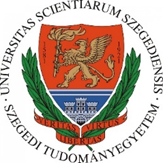 UNIVERSITAS SCIENTIARUM SZEGEDIENSIS
VERITAS VIRTUS
LIBERTAS
SZEGEDI TUDOMÁNYEGYETEM